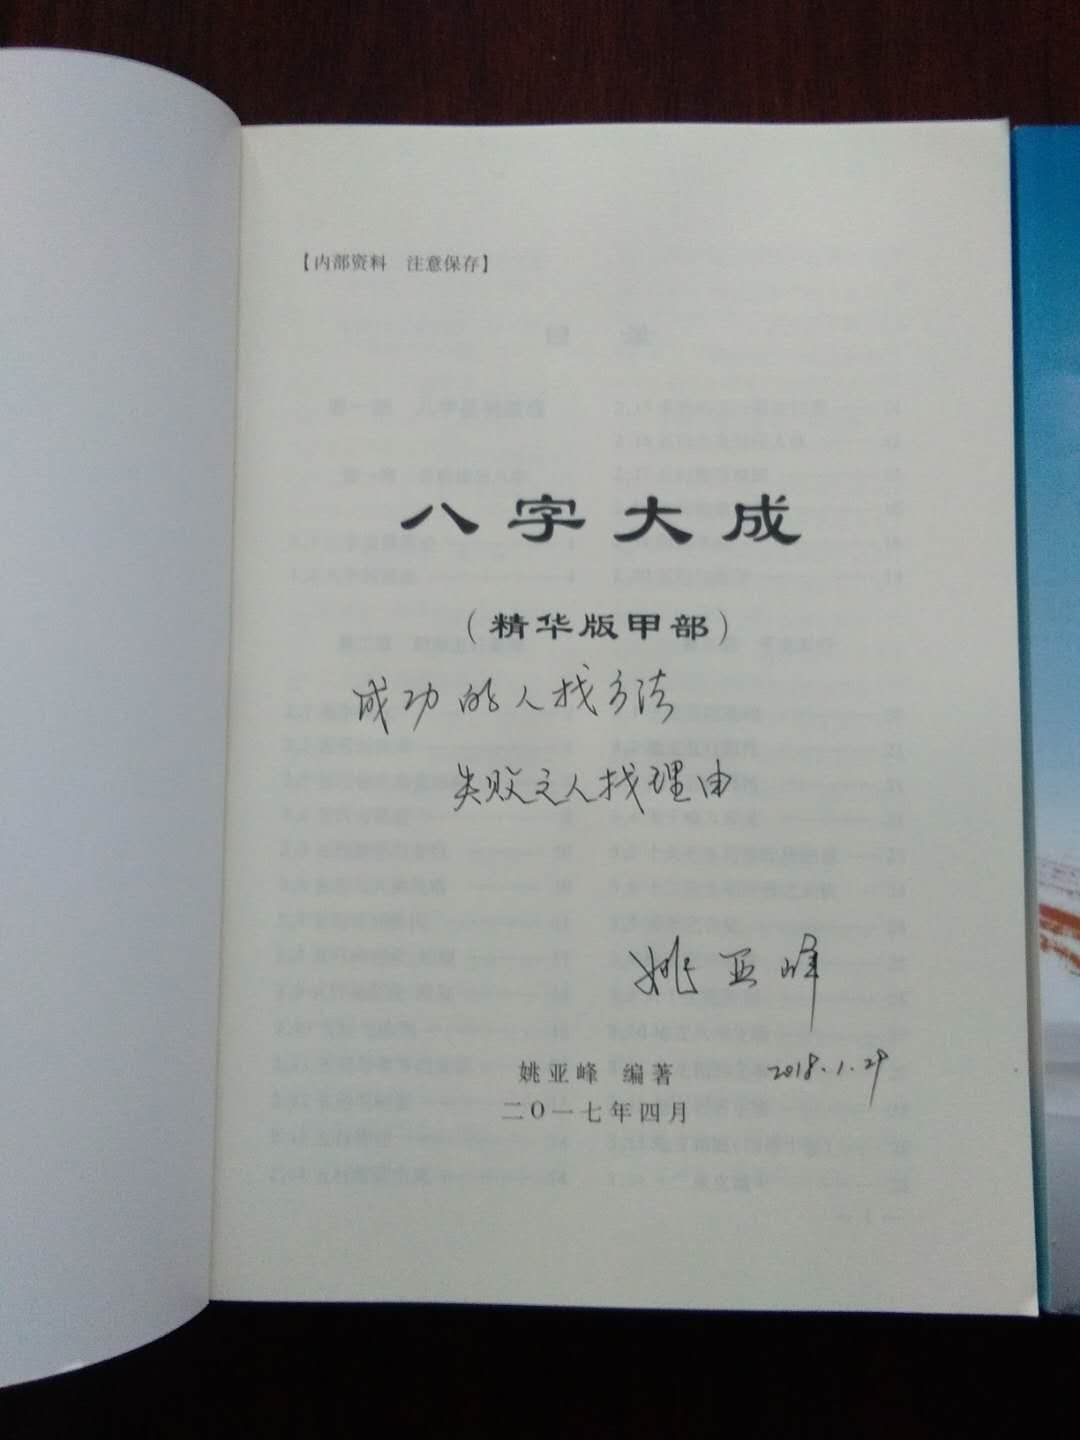 【内部资料　注意保存】
八字大成
（精华版甲部）
成功的人找方法
失败之人找理由
姚亚峰
姚亚峰　编著
2018.1.29
二〇一七年四月